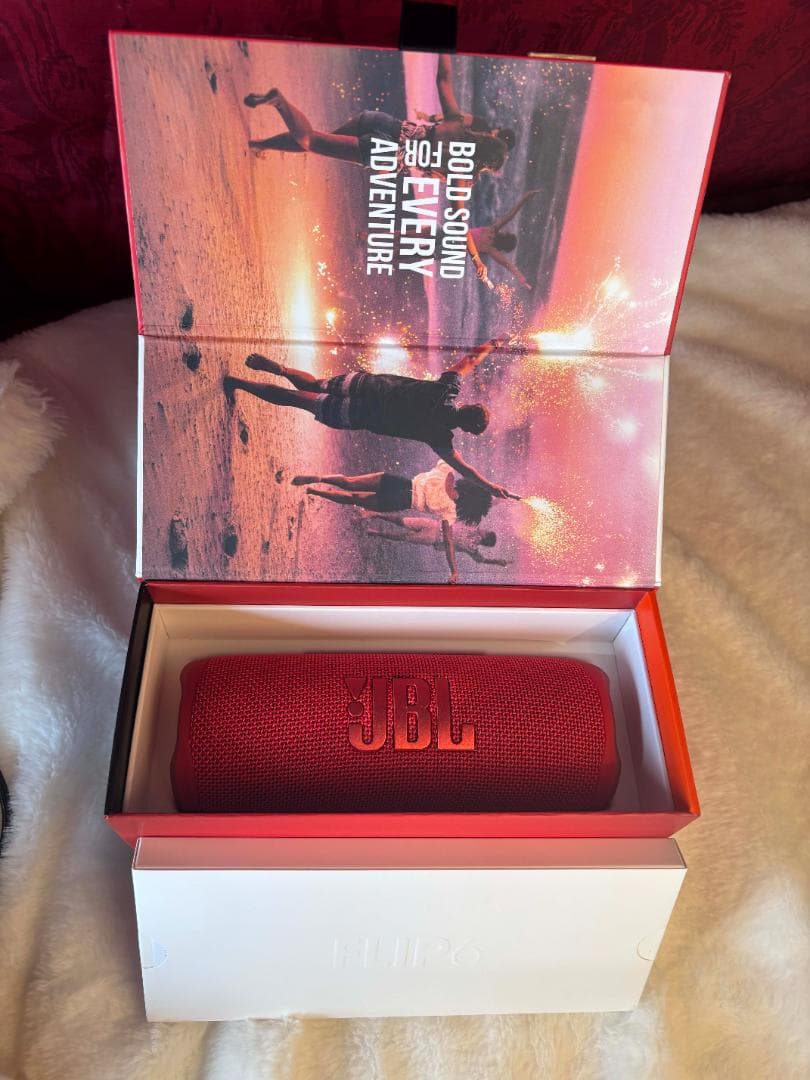 BOLD SOUND
FOR EVERY
ADVENTURE
!JBL
FLIP6